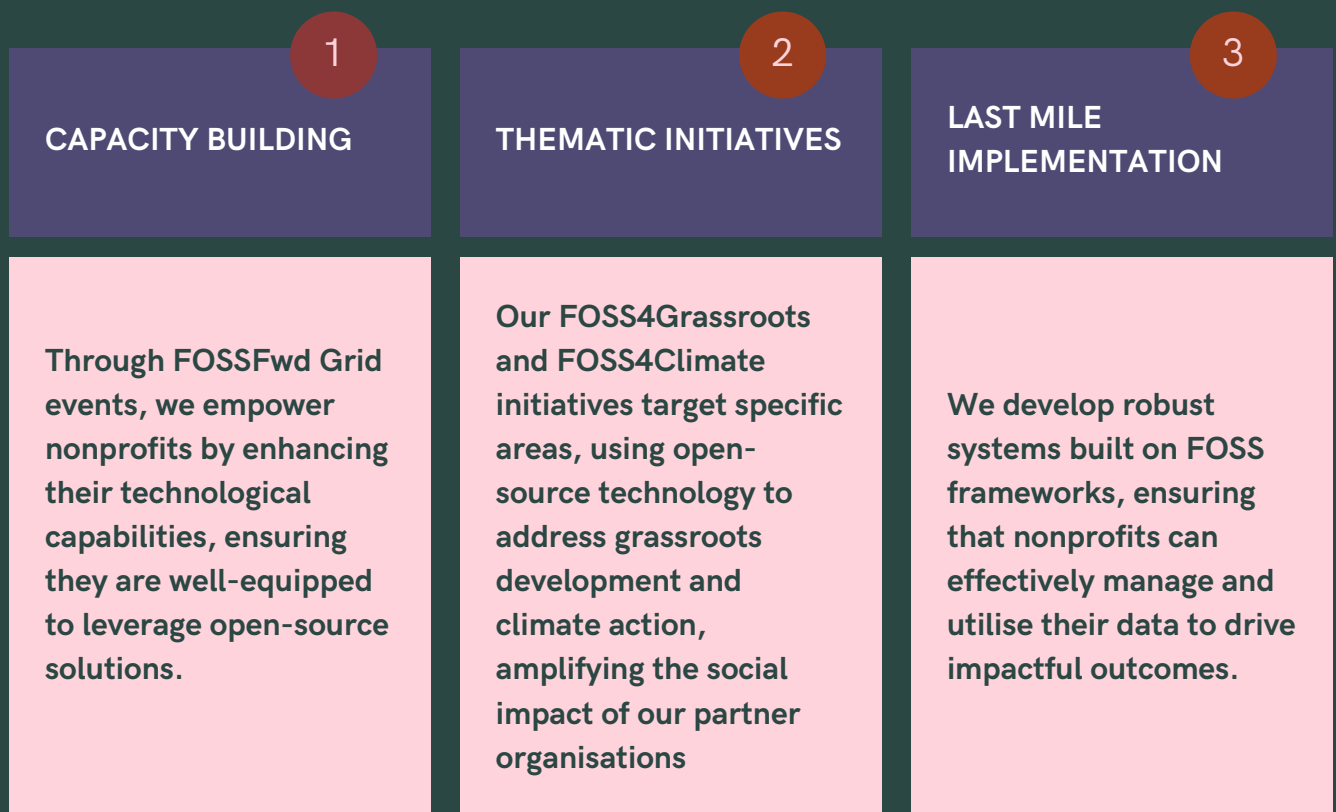 1
CAPACITY BUILDING
Through FOSSFwd Grid
events, we empower
nonprofits by enhancing
their technological
capabilities, ensuring
they are well-equipped
to leverage open-source
solutions.
2
THEMATIC INITIATIVES
Our FOSS4Grassroots
and FOSS4Climate
initiatives target specific
areas, using open-
source technology to
address grassroots
development and
climate action,
amplifying the social
impact of our partner
organisations
3
LAST MILE
IMPLEMENTATION
We develop robust
systems built on FOSS
frameworks, ensuring
that nonprofits can
effectively manage and
utilise their data to drive
impactful outcomes.